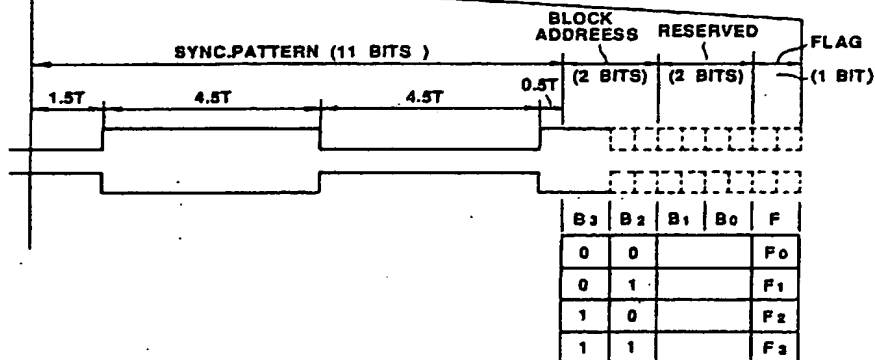 BLOCK
ADDREESS RESERVED
SYNC.PATTERN (11 BITS ) FLAG
(2 BITS) (2 BITS) (1 BIT)
1.5T 4.5T 4.5T 0.5T
B3 B2 B1 B0 F
0 0 F0
0 1 F1
1 0 F2
1 1 F3